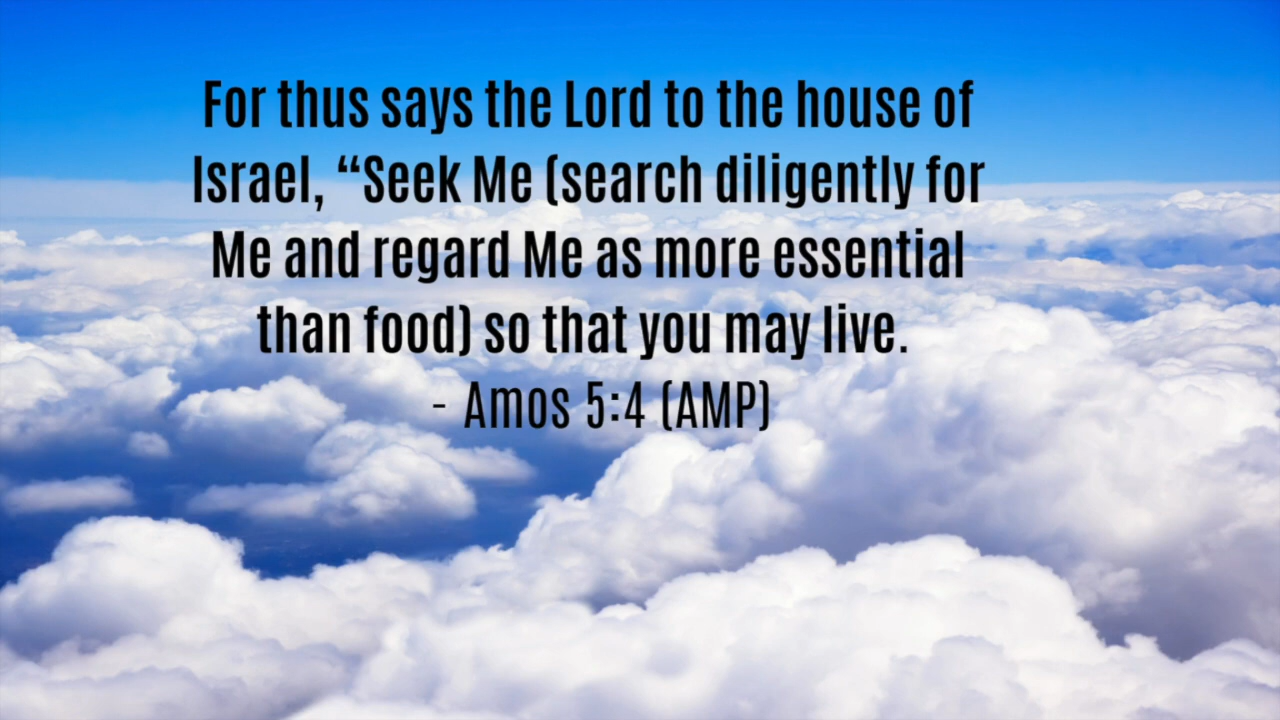 For thus says the Lord to the house of
Israel, “Seek Me (search diligently for
Me and regard Me as more essential
than food) so that you may live.
- Amos 5:4 (AMP)